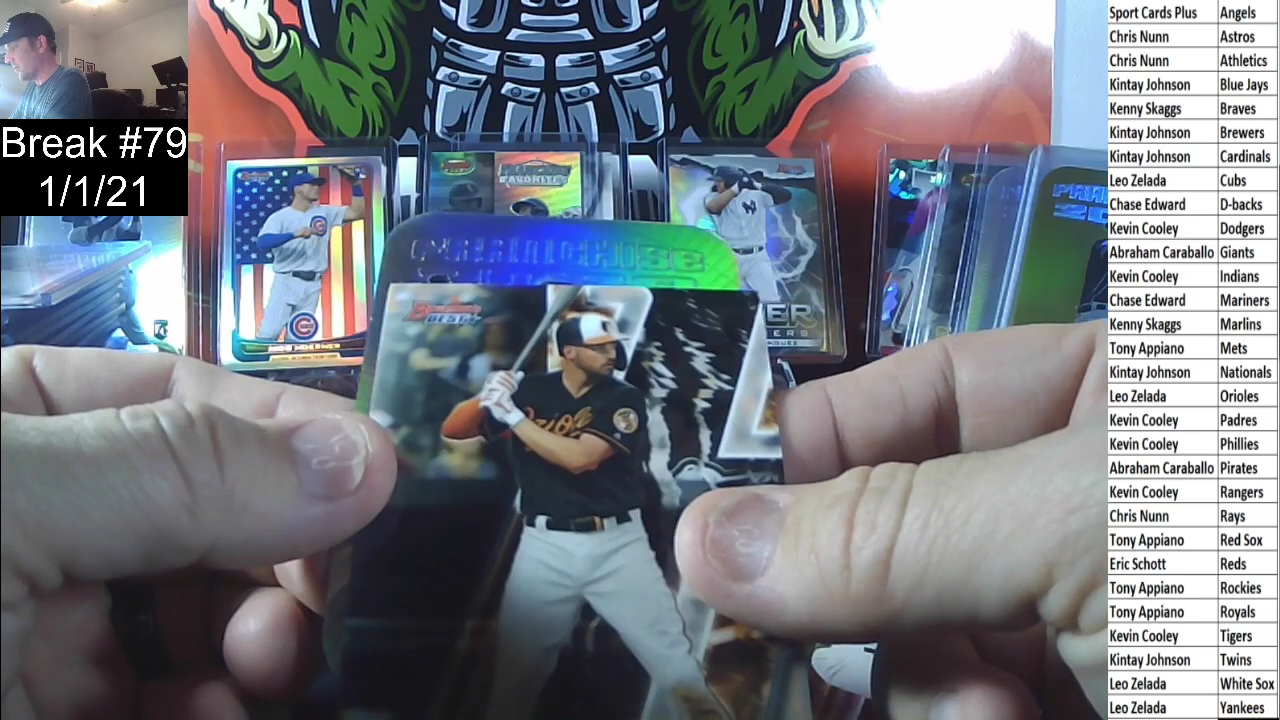 Break #79
1/1/21
Sport Cards Plus Angels
Chris Nunn Astros
Chris Nunn Athletics
Kintay Johnson Blue Jays
Kenny Skaggs Braves
Kintay Johnson Brewers
Kintay Johnson Cardinals
Leo Zelada Cubs
Chase Edward D-backs
Kevin Cooley Dodgers
Abraham Caraballo Giants
Kevin Cooley Indians
Chase Edward Mariners
Kenny Skaggs Marlins
Tony Appiano Mets
Kintay Johnson Nationals
Leo Zelada Orioles
Kevin Cooley Padres
Kevin Cooley Phillies
Abraham Caraballo Pirates
Kevin Cooley Rangers
Chris Nunn Rays
Tony Appiano Red Sox
Eric Schott Reds
Tony Appiano Rockies
Tony Appiano Royals
Kevin Cooley Tigers
Kintay Johnson Twins
Leo Zelada White Sox
Leo Zelada Yankees
FRANCHISE
Bowman's
BEST
FAVORITES